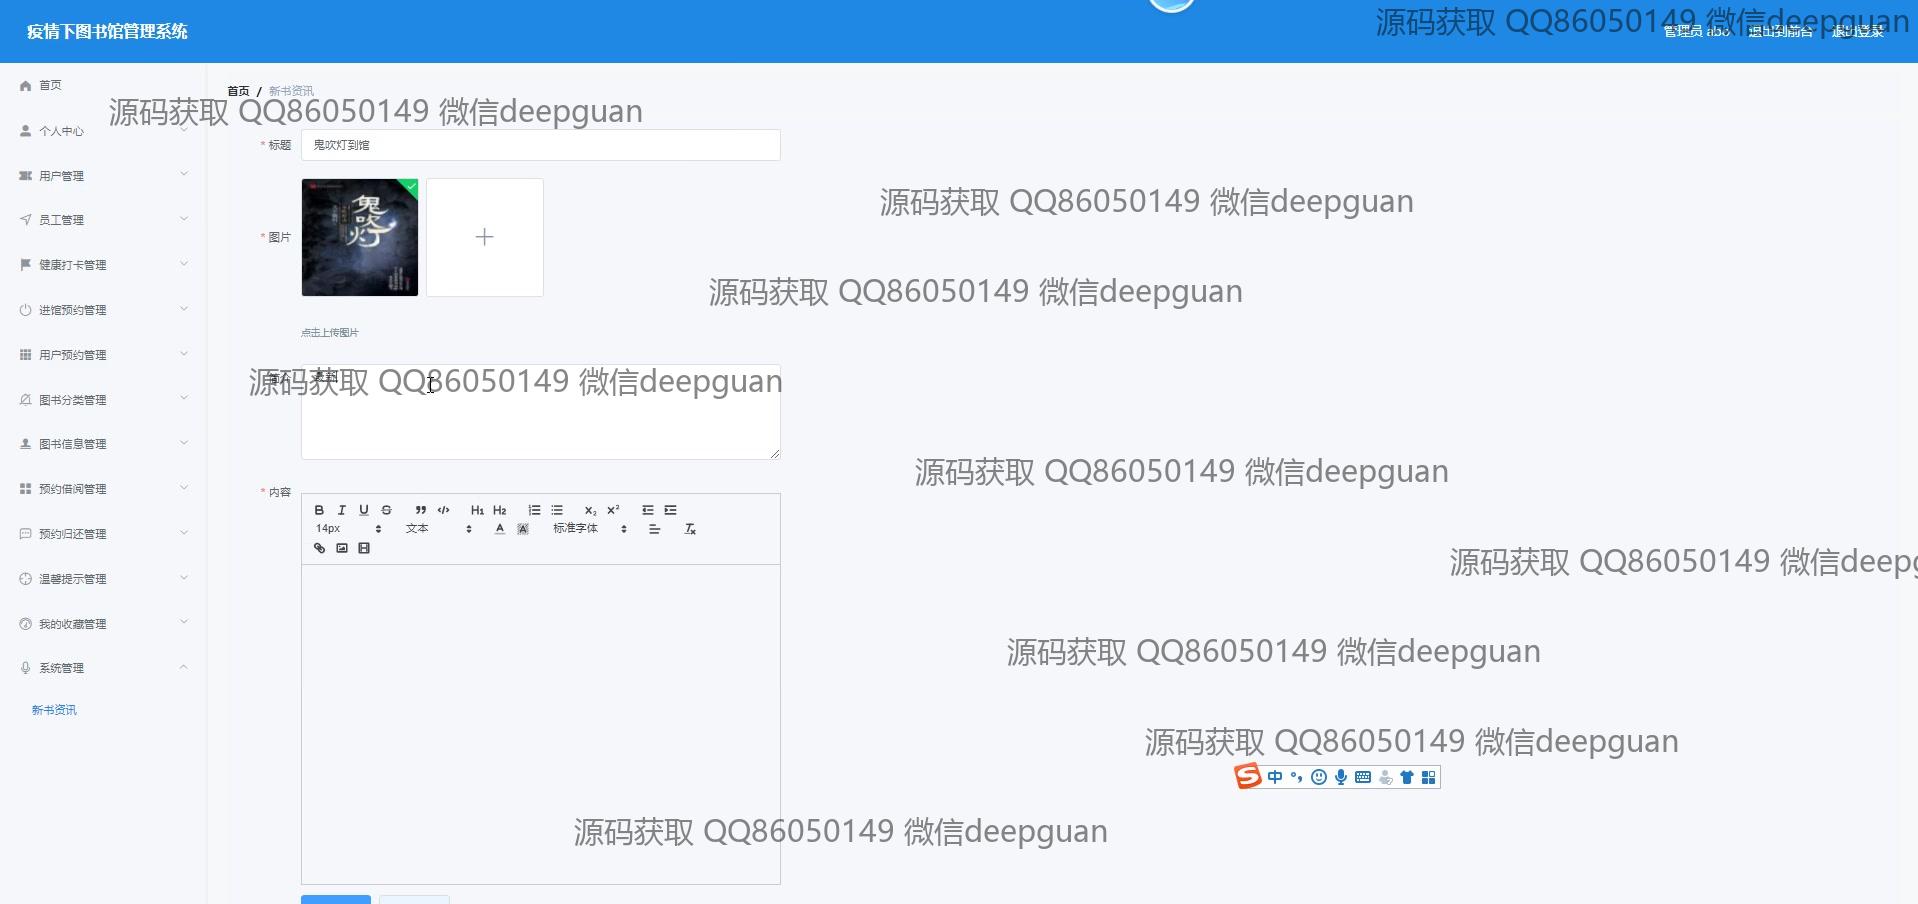 疫情下图书馆管理系统
源码获取 QQ86050149 微信deepguan
管理员 abo 退出到前台 退出登录
首页
首页 / 新书资讯
源码获取 QQ86050149 微信deepguan
个人中心
* 标题 鬼吹灯到馆
用户管理
鬼吹灯
源码获取 QQ86050149 微信deepguan
员工管理
* 图片
健康打卡管理
源码获取 QQ86050149 微信deepguan
进馆预约管理
点击上传图片
用户预约管理
简介 最新
源码获取 QQ86050149 微信deepguan
图书分类管理
图书信息管理
源码获取 QQ86050149 微信deepguan
预约借阅管理
* 内容
B I U S H1 H2 X2 X2
14px 文本 A A 标准字体
预约归还管理
源码获取 QQ86050149 微信deepg
温馨提示管理
我的收藏管理
源码获取 QQ86050149 微信deepguan
系统管理
新书资讯
源码获取 QQ86050149 微信deepguan
S 中
源码获取 QQ86050149 微信deepguan